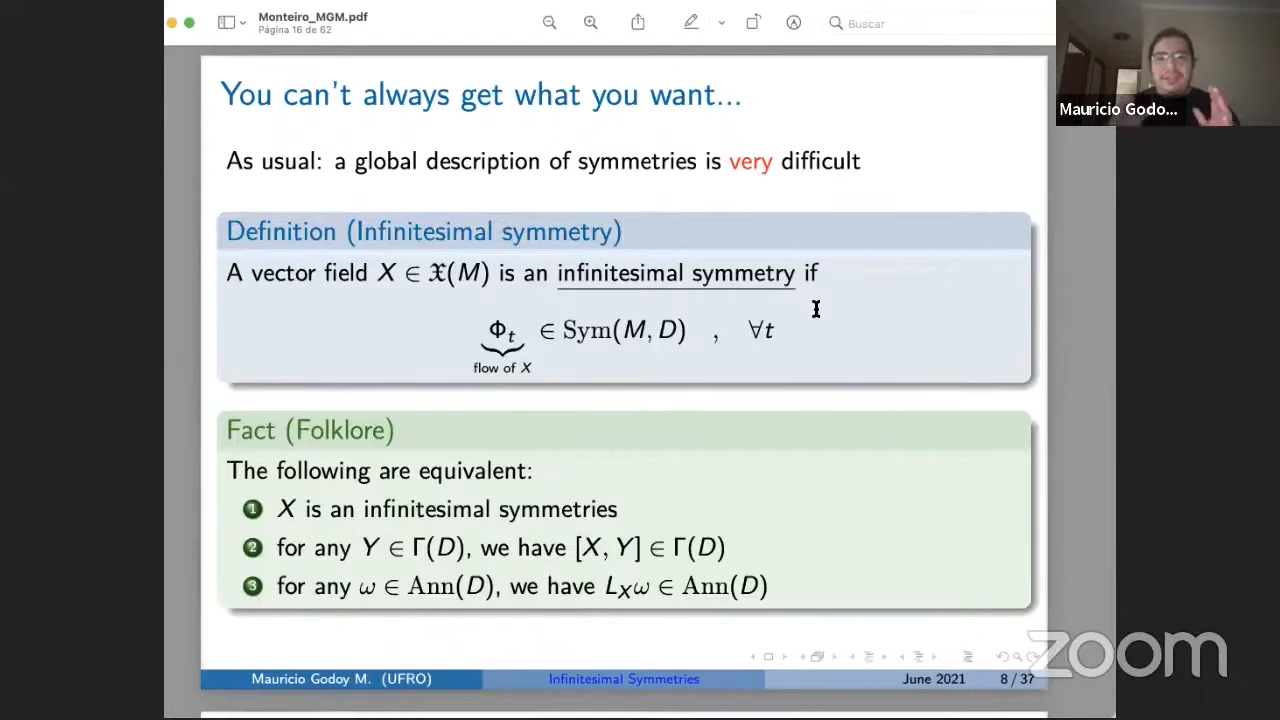 Monteiro_MGM.pdf
Página 16 de 62
Buscar
Mauricio Godo...
You can't always get what you want...
As usual: a global description of symmetries is very difficult
Definition (Infinitesimal symmetry)
A vector field X ∈ 𝔛(M) is an infinitesimal symmetry if
Φt ∈ Sym(M, D) , ∀t
flow of X
Fact (Folklore)
The following are equivalent:
1 X is an infinitesimal symmetries
2 for any Y ∈ Γ(D), we have [X, Y] ∈ Γ(D)
3 for any ω ∈ Ann(D), we have LXω ∈ Ann(D)
zoom
Mauricio Godoy M. (UFRO) Infinitesimal Symmetries June 2021 8 / 37